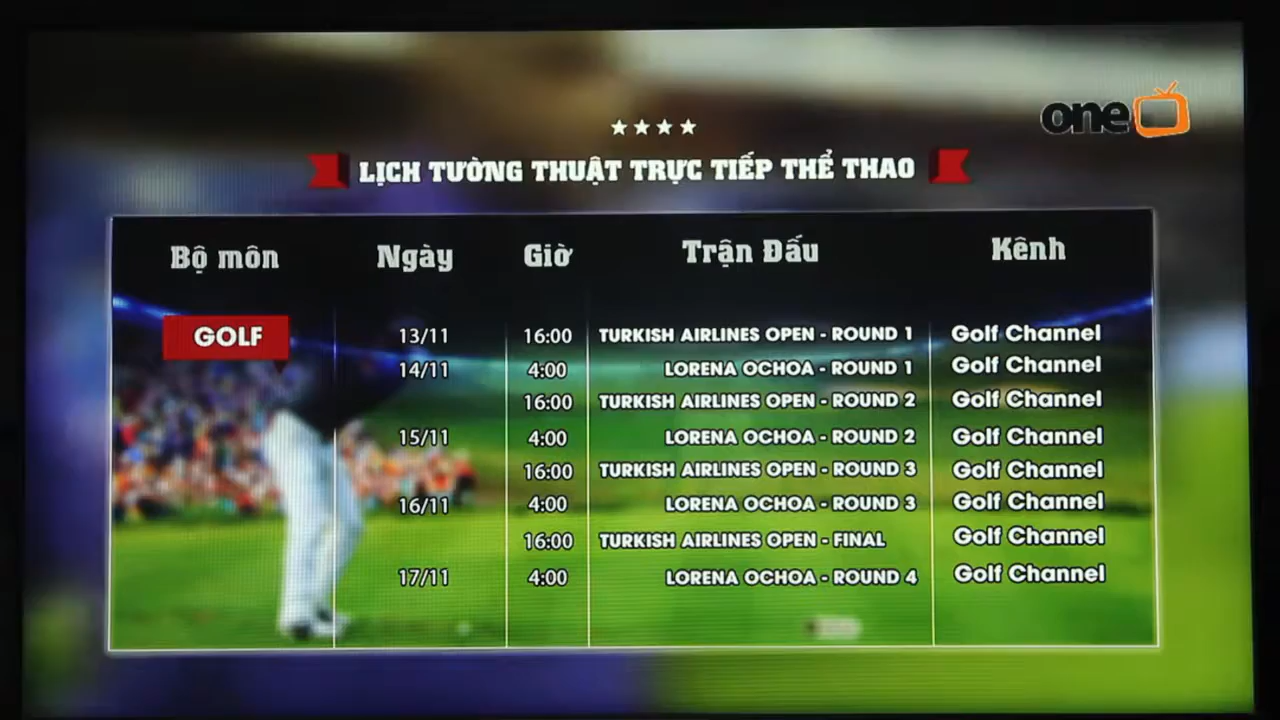 one
LỊCH TƯỜNG THUẬT TRỰC TIẾP THỂ THAO
Bộ môn Ngày Giờ Trận Đấu Kênh
GOLF 13/11 16:00 TURKISH AIRLINES OPEN - ROUND 1 Golf Channel
14/11 4:00 LORENA OCHOA - ROUND 1 Golf Channel
16:00 TURKISH AIRLINES OPEN - ROUND 2 Golf Channel
15/11 4:00 LORENA OCHOA - ROUND 2 Golf Channel
16:00 TURKISH AIRLINES OPEN - ROUND 3 Golf Channel
16/11 4:00 LORENA OCHOA - ROUND 3 Golf Channel
16:00 TURKISH AIRLINES OPEN - FINAL Golf Channel
17/11 4:00 LORENA OCHOA - ROUND 4 Golf Channel